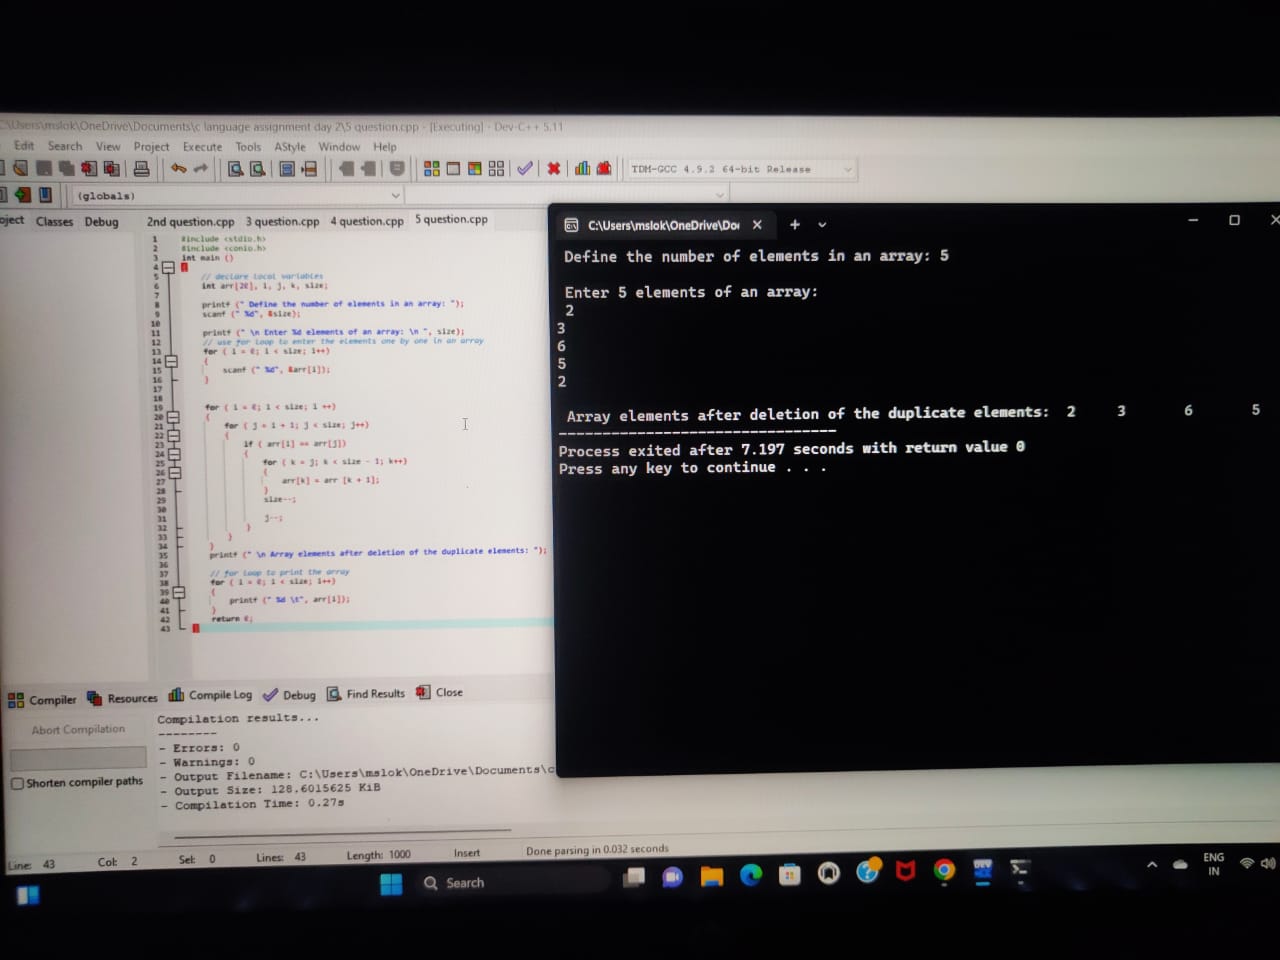 C:\Users\mslok\OneDrive\Documents\c language assignment day 2\5 question.cpp - [Executing] - Dev-C++ 5.11
Edit Search View Project Execute Tools AStyle Window Help
TDM-GCC 4.9.2 64-bit Release
(globals)
Classes Debug 2nd question.cpp 3 question.cpp 4 question.cpp 5 question.cpp
1 #include <stdio.h>
2 #include <conio.h>
3 int main ()
4 {
5 // declare local variables
6 int arr[20], i, j, k, size;
7
8 printf (" Define the number of elements in an array: ");
9 scanf (" %d", &size);
10
11 printf (" \n Enter %d elements of an array: \n ", size);
12 // use for loop to enter the elements one by one in an array
13 for ( i = 0; i < size; i++)
14 {
15 scanf (" %d", &arr[i]);
16 }
17
18
19 for ( i = 0; i < size; i ++)
20 {
21 for ( j = i + 1; j < size; j++)
22 {
23 if ( arr[i] == arr[j])
24 {
25 for ( k = j; k < size - 1; k++)
26 {
27 arr[k] = arr [k + 1];
28 }
29 size--;
30
31 j--;
32 }
33 }
34 }
35 printf (" \n Array elements after deletion of the duplicate elements: ");
36
37 // for loop to print the array
38 for ( i = 0; i < size; i++)
39 {
40 printf (" %d \t", arr[i]);
41 }
42 return 0;
43 }
C:\Users\mslok\OneDrive\Doc
Define the number of elements in an array: 5
Enter 5 elements of an array:
2
3
6
5
2
Array elements after deletion of the duplicate elements: 2 3 6 5
--------------------------------
Process exited after 7.197 seconds with return value 0
Press any key to continue . . .
Compiler Resources Compile Log Debug Find Results Close
Abort Compilation
Shorten compiler paths
Compilation results...
--------
- Errors: 0
- Warnings: 0
- Output Filename: C:\Users\mslok\OneDrive\Documents\c
- Output Size: 128.6015625 KiB
- Compilation Time: 0.27s
Line: 43 Col: 2 Sel: 0 Lines: 43 Length: 1000 Insert Done parsing in 0.032 seconds
Search
DEV
ENG
IN